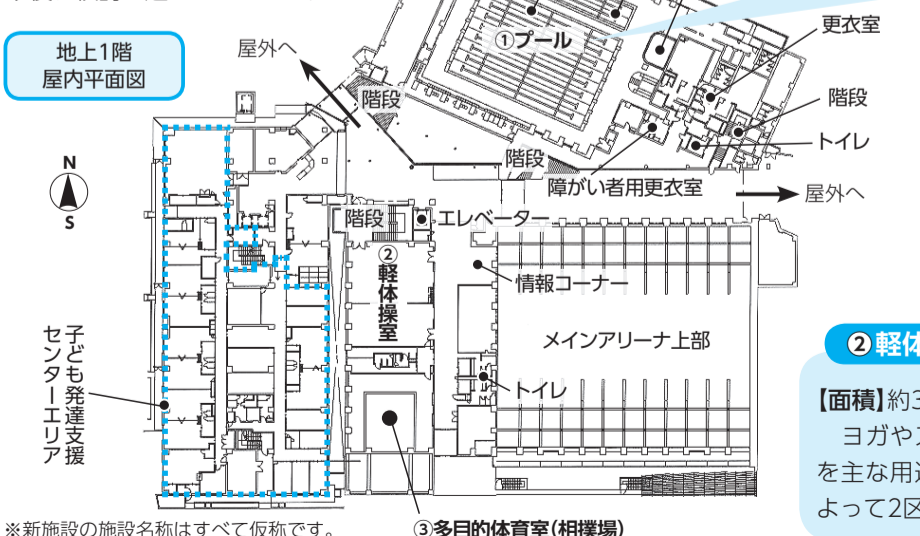 地上1階
屋内平面図
屋外へ
①プール
更衣室
階段
階段
トイレ
階段
障がい者用更衣室
屋外へ
N
S
階段
エレベーター
②軽体操室
情報コーナー
メインアリーナ上部
トイレ
子ども発達支援
センターエリア
②軽体
【面積】約3
ヨガや
を主な用
よって2区
※新施設の施設名称はすべて仮称です。
③多目的体育室(相撲場)